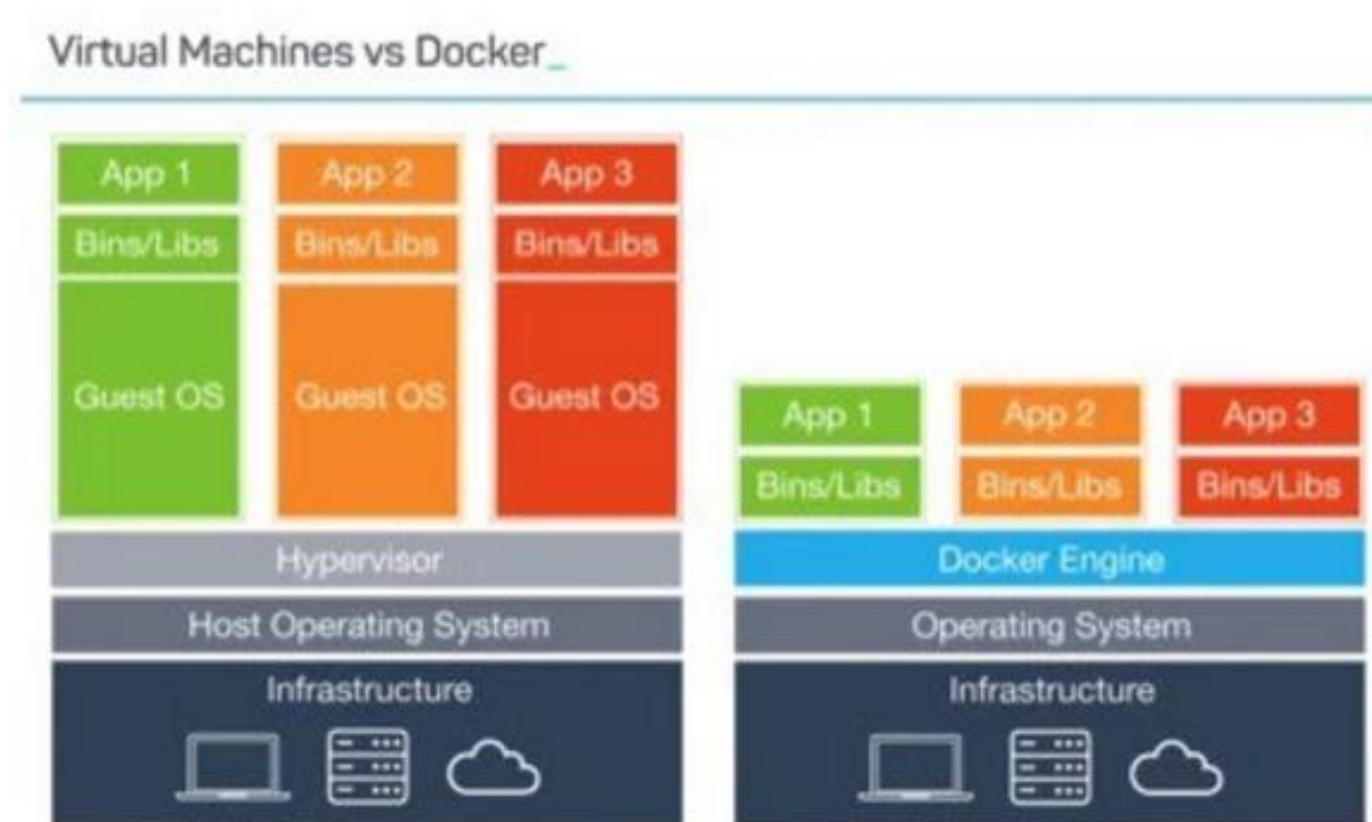 Virtual Machines vs Docker_
App 1 App 2 App 3
Bins/Libs Bins/Libs Bins/Libs
Guest OS Guest OS Guest OS
Hypervisor
Host Operating System
Infrastructure
App 1 App 2 App 3
Bins/Libs Bins/Libs Bins/Libs
Docker Engine
Operating System
Infrastructure